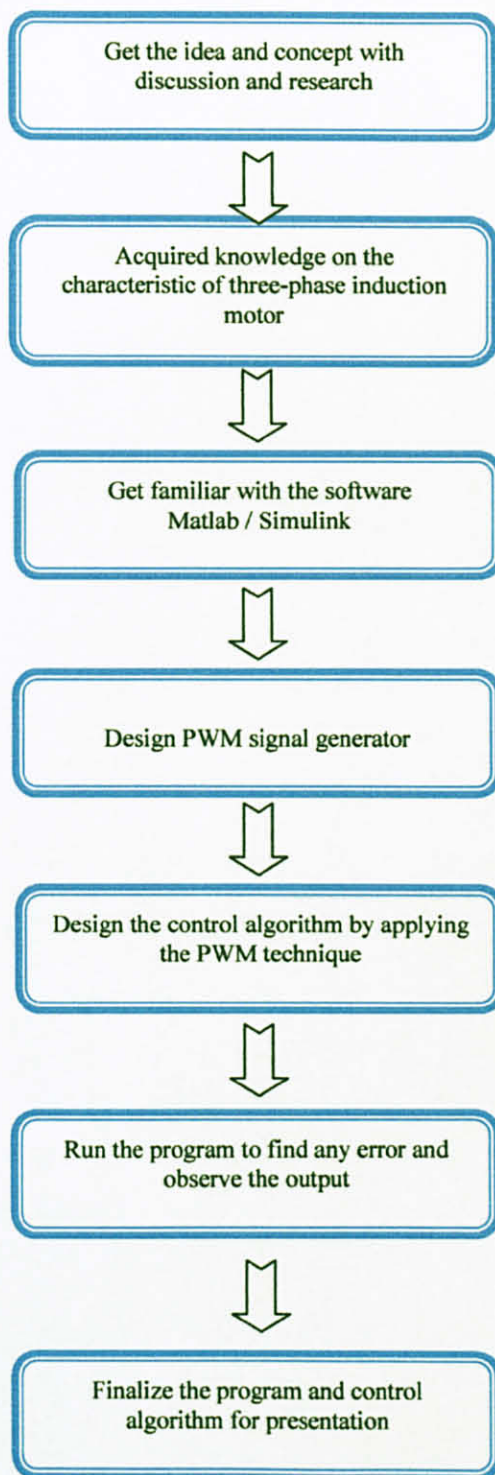 Get the idea and concept with
discussion and research
Acquired knowledge on the
characteristic of three-phase induction
motor
Get familiar with the software
Matlab / Simulink
Design PWM signal generator
Design the control algorithm by applying
the PWM technique
Run the program to find any error and
observe the output
Finalize the program and control
algorithm for presentation